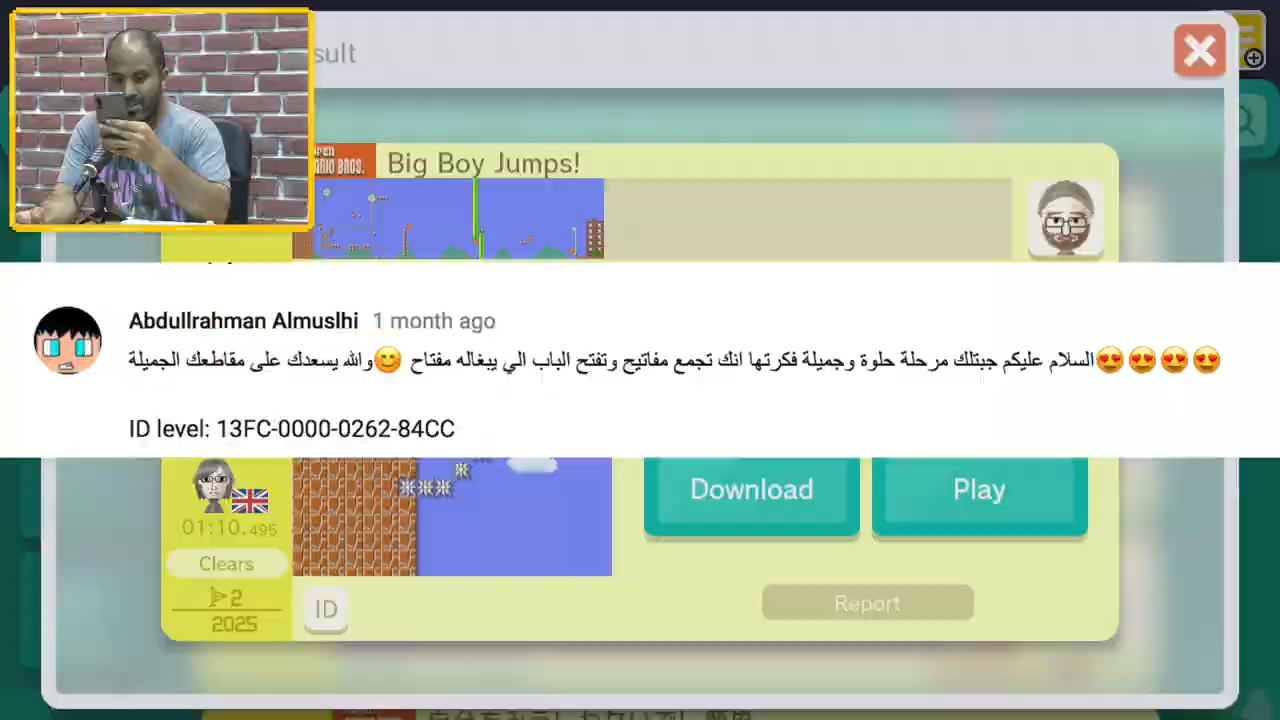 sult
MARIO BROS.
Big Boy Jumps!
Abdullrahman Almuslhi 1 month ago
😍😍😍😍السلام عليكم جبتلك مرحلة حلوة وجميلة فكرتها انك تجمع مفاتيح وتفتح الباب الي يبغاله مفتاح 😊والله يسعدك على مقاطعك الجميلة
ID level: 13FC-0000-0262-84CC
01:10.495
Clears
2
2025
Download
Play
ID
Report